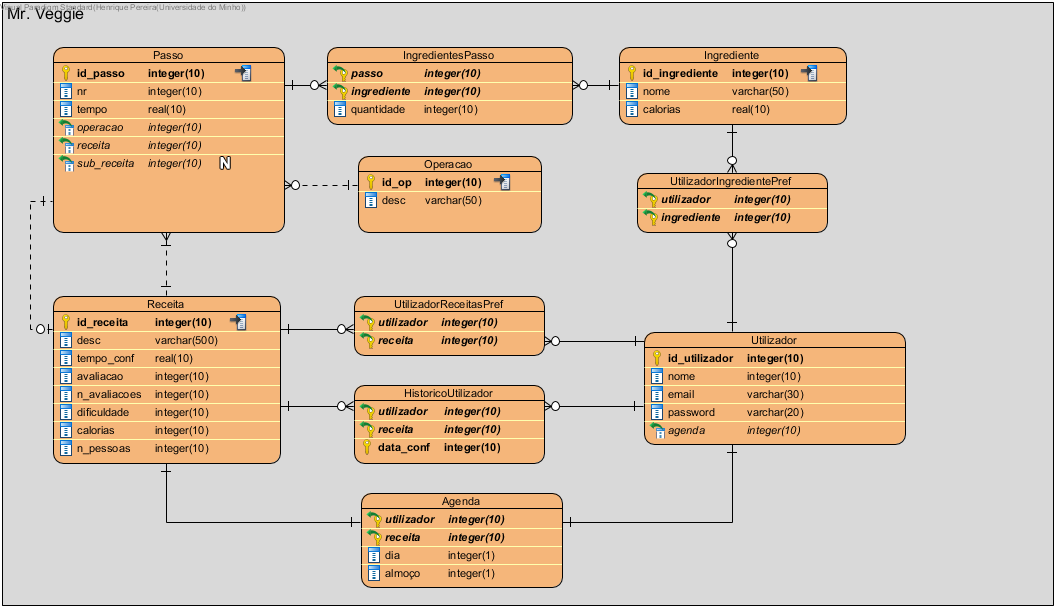 Visual Paradigm Standard(Henrique Pereira(Universidade do Minho))
Mr. Veggie
Passo
id_passo integer(10)
nr integer(10)
tempo real(10)
operacao integer(10)
receita integer(10)
sub_receita integer(10) N
IngredientesPasso
passo integer(10)
ingrediente integer(10)
quantidade integer(10)
Ingrediente
id_ingrediente integer(10)
nome varchar(50)
calorias real(10)
Operacao
id_op integer(10)
desc varchar(50)
UtilizadorIngredientePref
utilizador integer(10)
ingrediente integer(10)
Receita
id_receita integer(10)
desc varchar(500)
tempo_conf real(10)
avaliacao integer(10)
n_avaliacoes integer(10)
dificuldade integer(10)
calorias integer(10)
n_pessoas integer(10)
UtilizadorReceitasPref
utilizador integer(10)
receita integer(10)
HistoricoUtilizador
utilizador integer(10)
receita integer(10)
data_conf integer(10)
Utilizador
id_utilizador integer(10)
nome integer(10)
email varchar(30)
password varchar(20)
agenda integer(10)
Agenda
utilizador integer(10)
receita integer(10)
dia integer(1)
almoço integer(1)